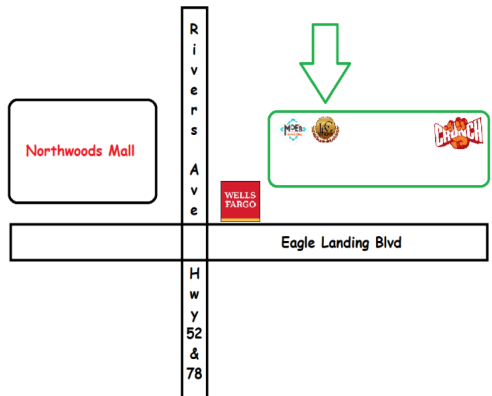 Rivers Ave
Northwoods Mall
CRUNCH
WELLS
FARGO
Eagle Landing Blvd
Hwy
52
&
78